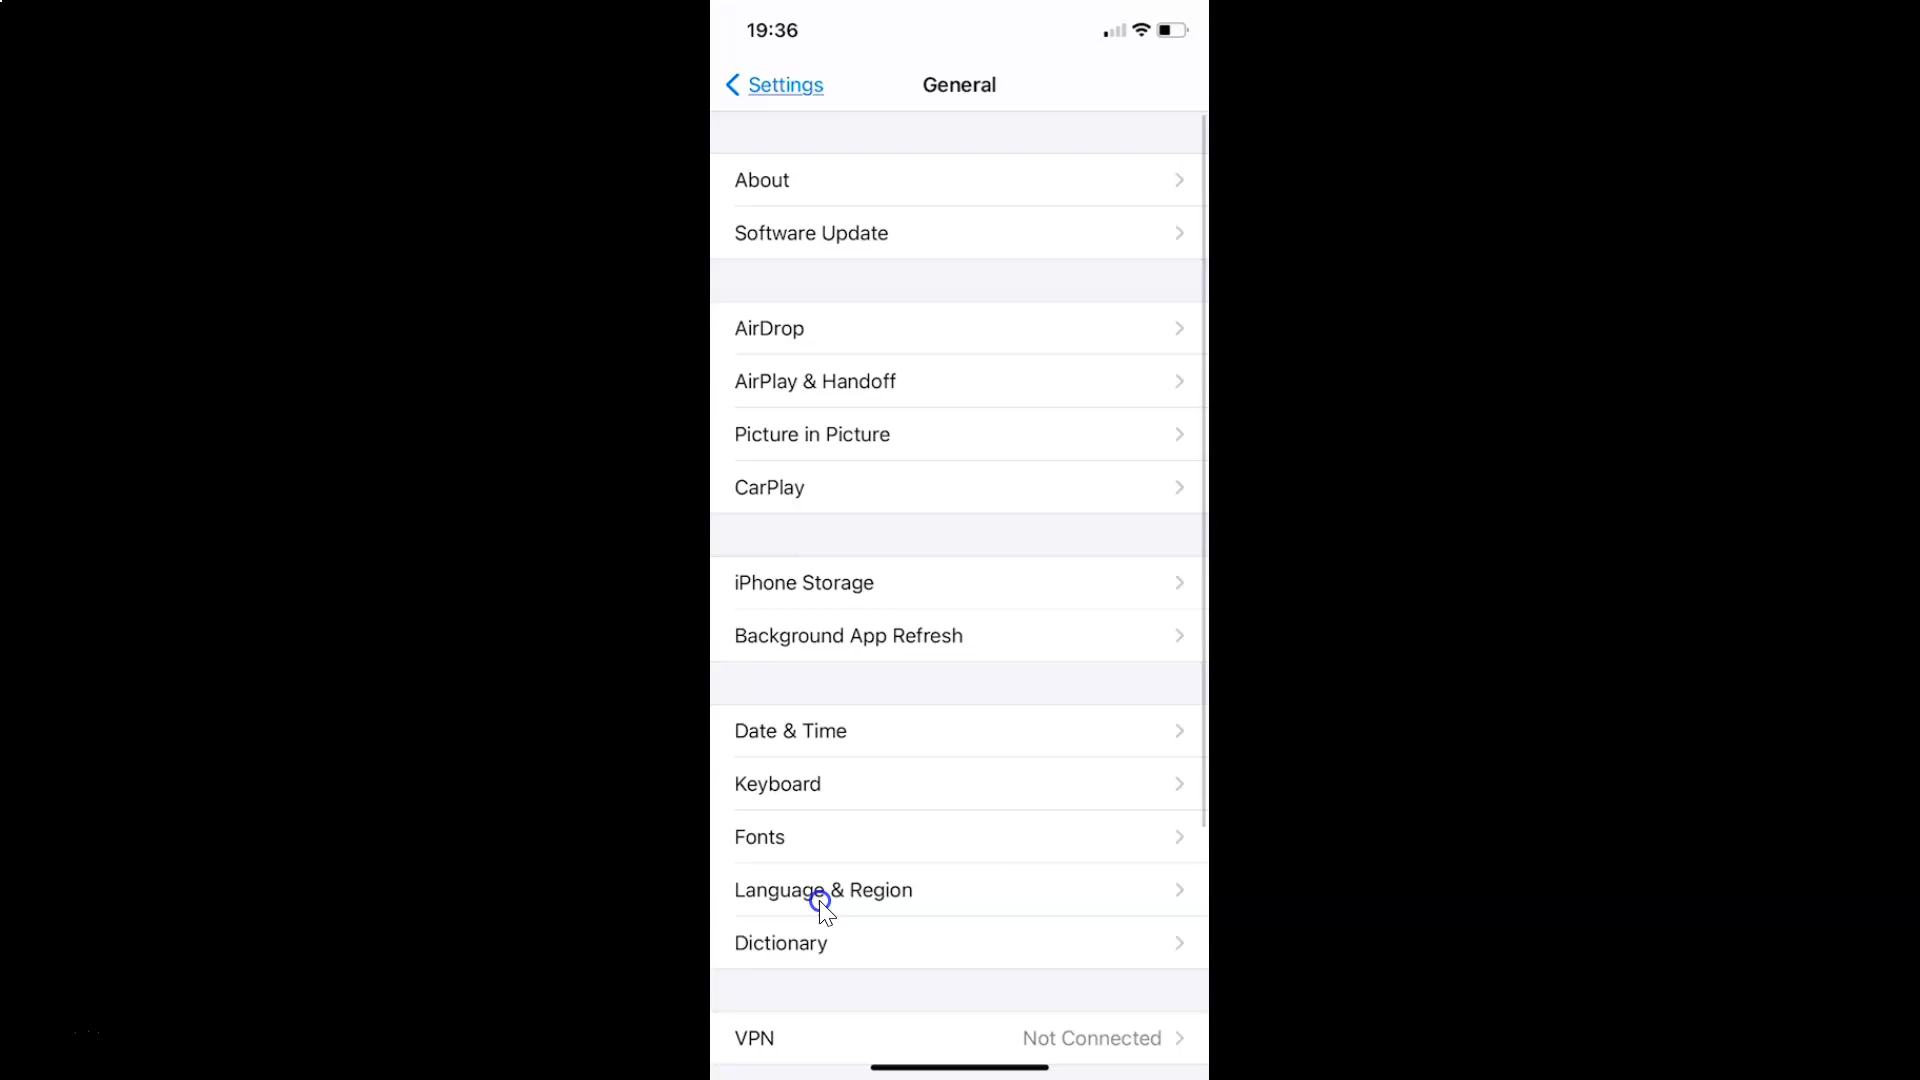 19:36
Settings
General
About
Software Update
AirDrop
AirPlay & Handoff
Picture in Picture
CarPlay
iPhone Storage
Background App Refresh
Date & Time
Keyboard
Fonts
Language & Region
Dictionary
VPN Not Connected